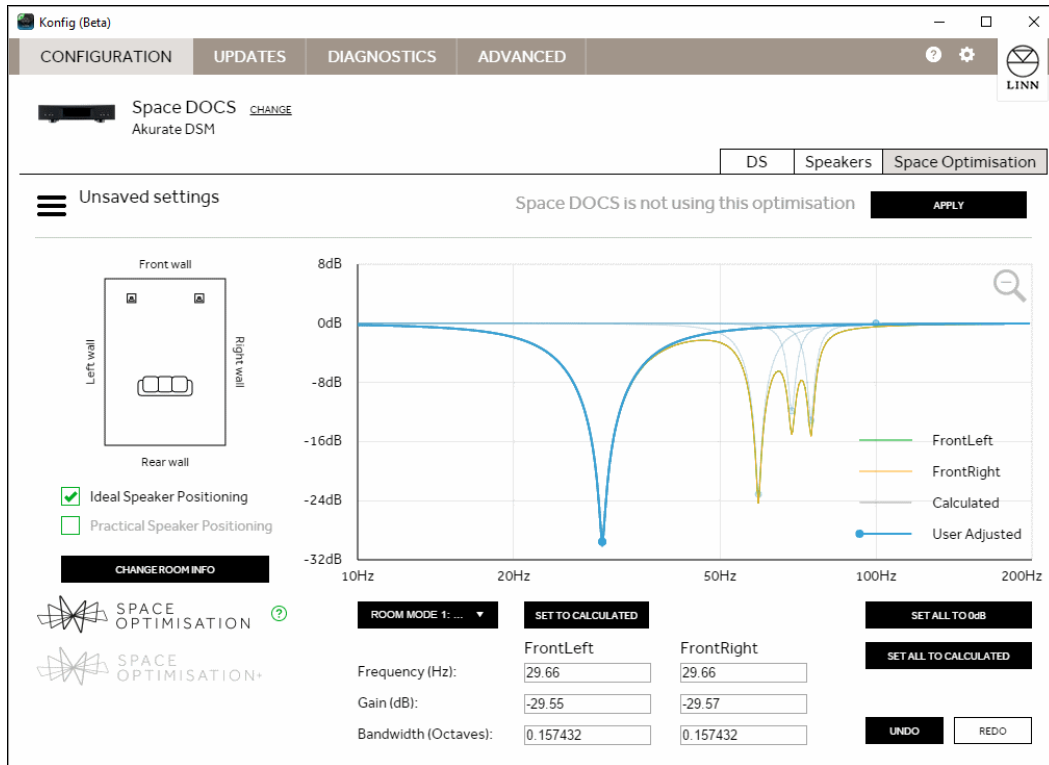 Konfig (Beta)
CONFIGURATION UPDATES DIAGNOSTICS ADVANCED ?
LINN
Space DOCS CHANGE
Akurate DSM
DS Speakers Space Optimisation
Unsaved settings
Space DOCS is not using this optimisation APPLY
Front wall
Left wall
Right wall
Rear wall
Ideal Speaker Positioning
Practical Speaker Positioning
CHANGE ROOM INFO
SPACE
OPTIMISATION ?
SPACE
OPTIMISATION+
8dB
0dB
-8dB
-16dB
-24dB
-32dB
FrontLeft
FrontRight
Calculated
User Adjusted
10Hz 20Hz 50Hz 100Hz 200Hz
ROOM MODE 1: ... SET TO CALCULATED SET ALL TO 0dB
FrontLeft FrontRight SET ALL TO CALCULATED
Frequency (Hz): 29.66 29.66
Gain (dB): -29.55 -29.57
Bandwidth (Octaves): 0.157432 0.157432
UNDO REDO